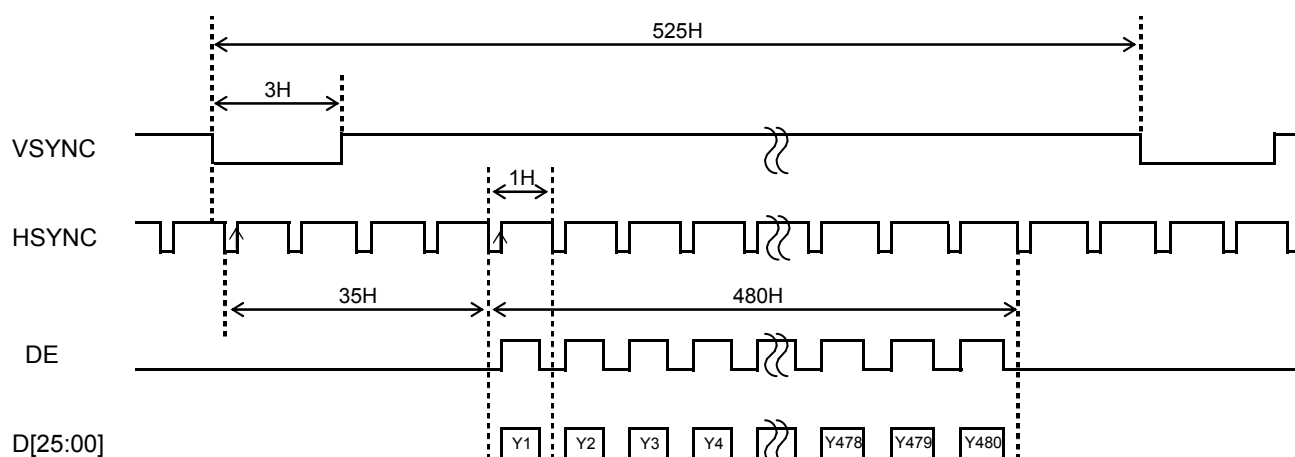 525H
3H
VSYNC
1H
HSYNC
35H 480H
DE
D[25:00] Y1 Y2 Y3 Y4 Y478 Y479 Y480